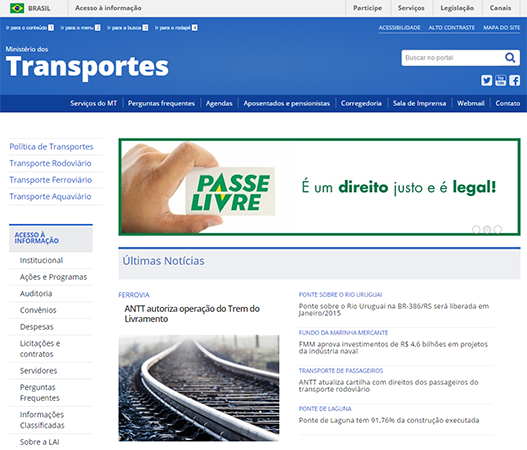 BRASIL
Acesso à informação
Participe
Serviços
Legislação
Canais
Ir para o conteúdo 1
Ir para o menu 2
Ir para a busca 3
Ir para o rodapé 4
ACESSIBILIDADE
ALTO CONTRASTE
MAPA DO SITE
Ministério dos
Transportes
Buscar no portal
Serviços do MT
Perguntas frequentes
Agendas
Aposentados e pensionistas
Corregedoria
Sala de Imprensa
Webmail
Contato
Política de Transportes
Transporte Rodoviário
Transporte Ferroviário
Transporte Aquaviário
ACESSO À
INFORMAÇÃO
Institucional
Ações e Programas
Auditoria
Convênios
Despesas
Licitações e
contratos
Servidores
Perguntas
Frequentes
Informações
Classificadas
Sobre a LAI
PASSE
LIVRE
É um direito justo e é legal!
Últimas Notícias
FERROVIA
ANTT autoriza operação do Trem do
Livramento
PONTE SOBRE O RIO URUGUAI
Ponte sobre o Rio Uruguai na BR-386/RS será liberada em
Janeiro/2015
FUNDO DA MARINHA MERCANTE
FMM aprova investimentos de R$ 4,6 bilhões em projetos
da indústria naval
TRANSPORTE DE PASSAGEIROS
ANTT atualiza cartilha com direitos dos passageiros do
transporte rodoviário
PONTE DE LAGUNA
Ponte de Laguna tem 91,76% da construção executada